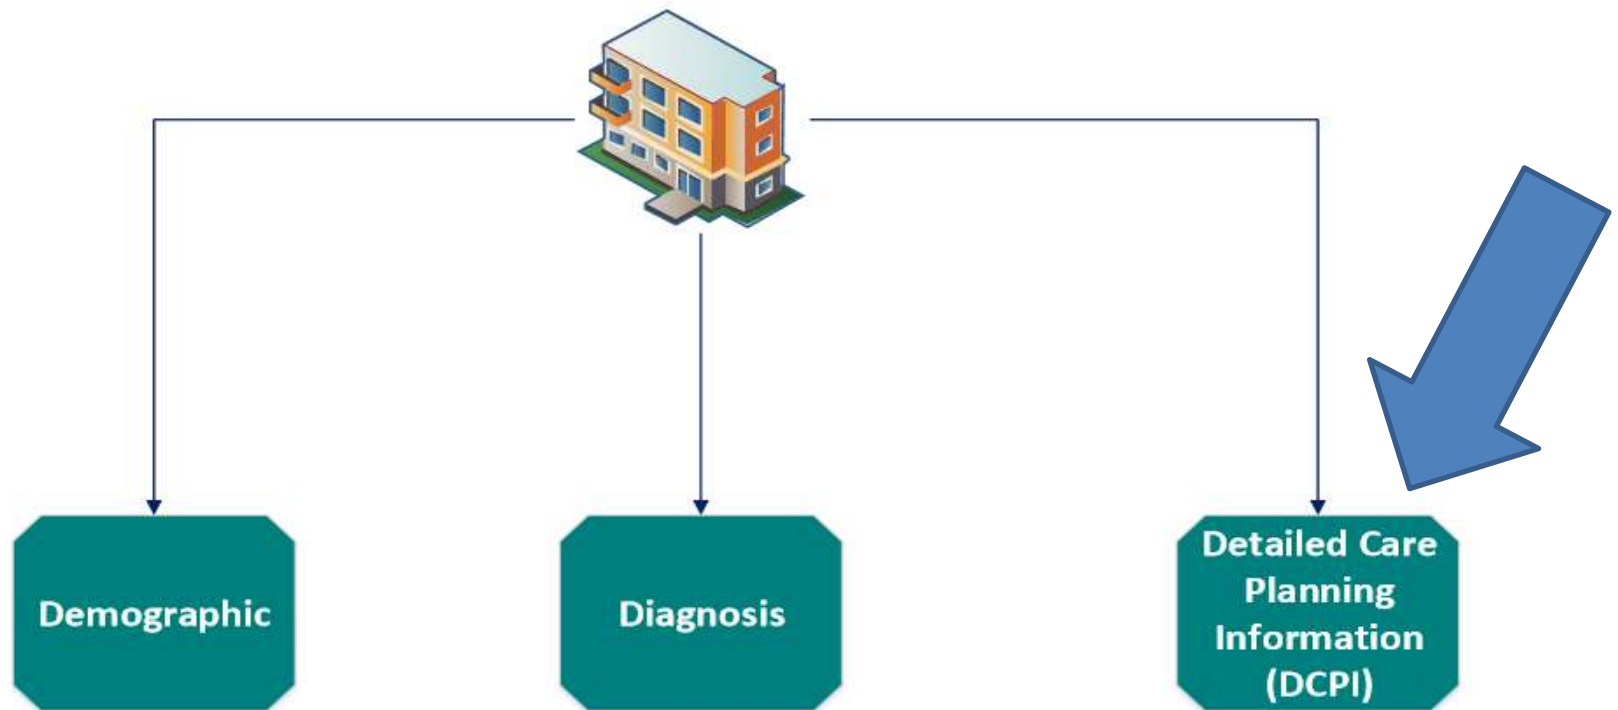 Demographic
Diagnosis
Detailed Care
Planning
Information
(DCPI)